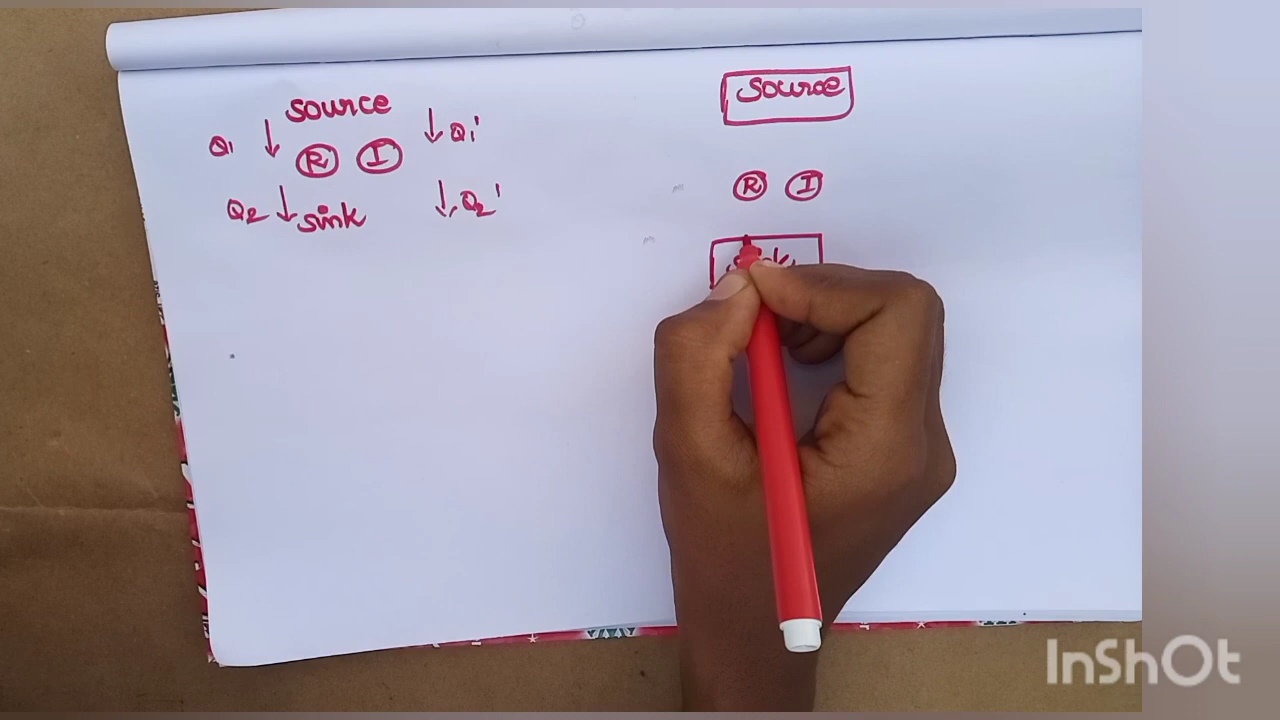 source
Q1 ↓ R I ↓ Q1'
Q2 ↓ sink ↓ Q2'
Source
R I
InShOt